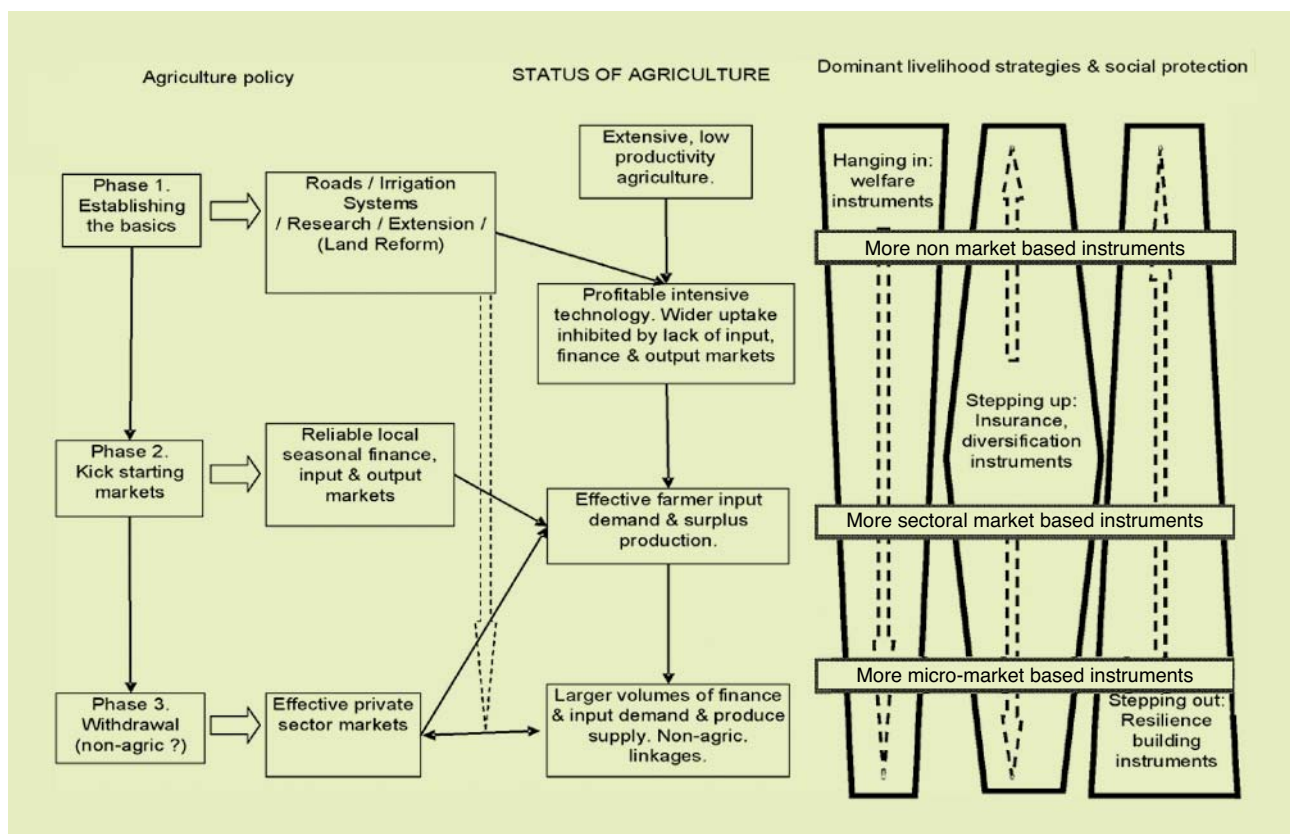 Agriculture policy
STATUS OF AGRICULTURE
Dominant livelihood strategies & social protection
Phase 1.
Establishing
the basics
Roads / Irrigation
Systems
/ Research / Extension /
(Land Reform)
Extensive, low
productivity
agriculture.
Profitable intensive
technology. Wider uptake
inhibited by lack of input,
finance & output markets
Phase 2.
Kick starting
markets
Reliable local
seasonal finance,
input & output
markets
Effective farmer input
demand & surplus
production.
Phase 3.
Withdrawal
(non-agric ?)
Effective private
sector markets
Larger volumes of finance
& input demand & produce
supply. Non-agric.
linkages.
Hanging in:
welfare
instruments
More non market based instruments
Stepping up:
Insurance,
diversification
instruments
More sectoral market based instruments
More micro-market based instruments
Stepping out:
Resilience
building
instruments